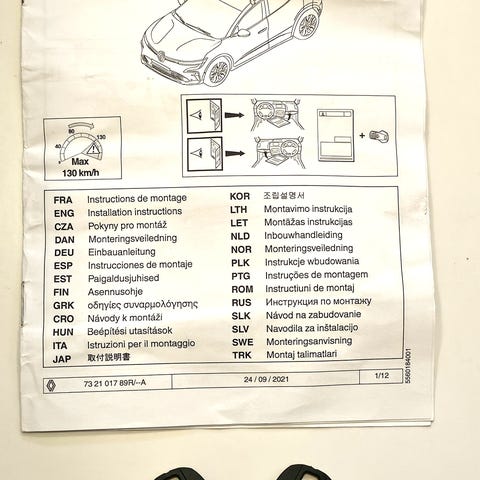 80
130
40
Max
130 km/h
+
FRA Instructions de montage
ENG Installation instructions
CZA Pokyny pro montáž
DAN Monteringsveiledning
DEU Einbauanleitung
ESP Instrucciones de montaje
EST Paigaldusjuhised
FIN Asennusohje
GRK οδηγίες συναρμολόγησης
CRO Návody k montáži
HUN Beépítési utasítások
ITA Istruzioni per il montaggio
JAP 取付説明書
KOR 조립설명서
LTH Montavimo instrukcija
LET Montāžas instrukcijas
NLD Inbouwhandleiding
NOR Monteringsveiledning
PLK Instrukcje wbudowania
PTG Instruções de montagem
ROM Instructiuni de montaj
RUS Инструкция по монтажу
SLK Návod na zabudovanie
SLV Navodila za inštalacijo
SWE Monteringsanvisning
TRK Montaj talimatlari
5560184001
73 21 017 89R/--A
24 / 09 / 2021
1/12